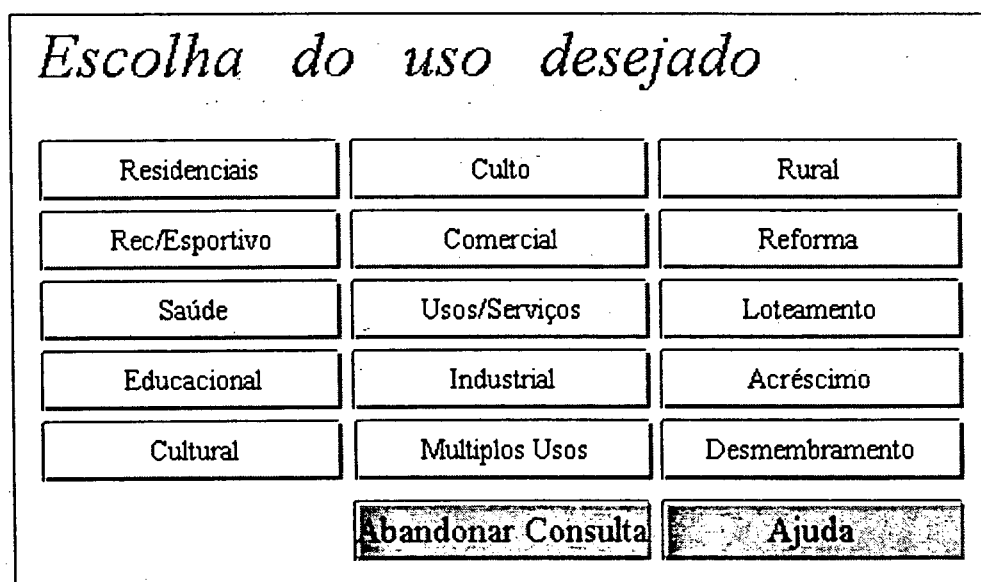 Escolha do uso desejado
Residenciais Culto Rural
Rec/Esportivo Comercial Reforma
Saúde Usos/Serviços Loteamento
Educacional Industrial Acréscimo
Cultural Multiplos Usos Desmembramento
Abandonar Consulta Ajuda